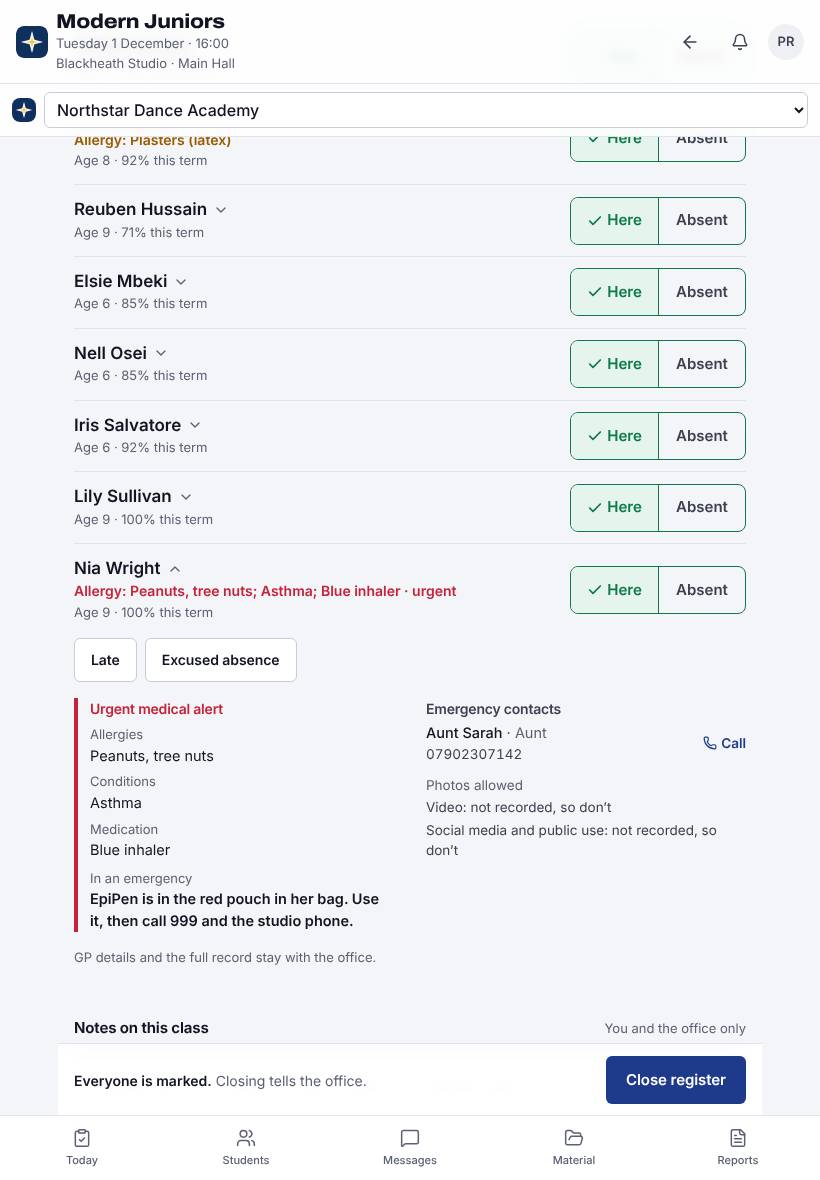 Modern Juniors
Tuesday 1 December · 16:00
Blackheath Studio · Main Hall
PR
Northstar Dance Academy
Allergy: Plasters (latex)
Age 8 · 92% this term
Here
Absent
Reuben Hussain
Age 9 · 71% this term
Here
Absent
Elsie Mbeki
Age 6 · 85% this term
Here
Absent
Nell Osei
Age 6 · 85% this term
Here
Absent
Iris Salvatore
Age 6 · 92% this term
Here
Absent
Lily Sullivan
Age 9 · 100% this term
Here
Absent
Nia Wright
Allergy: Peanuts, tree nuts; Asthma; Blue inhaler · urgent
Age 9 · 100% this term
Here
Absent
Late
Excused absence
Urgent medical alert
Allergies
Peanuts, tree nuts
Conditions
Asthma
Medication
Blue inhaler
In an emergency
EpiPen is in the red pouch in her bag. Use
it, then call 999 and the studio phone.
Emergency contacts
Aunt Sarah · Aunt
07902307142
Call
Photos allowed
Video: not recorded, so don’t
Social media and public use: not recorded, so
don’t
GP details and the full record stay with the office.
Notes on this class
You and the office only
Everyone is marked. Closing tells the office.
Close register
Today
Students
Messages
Material
Reports